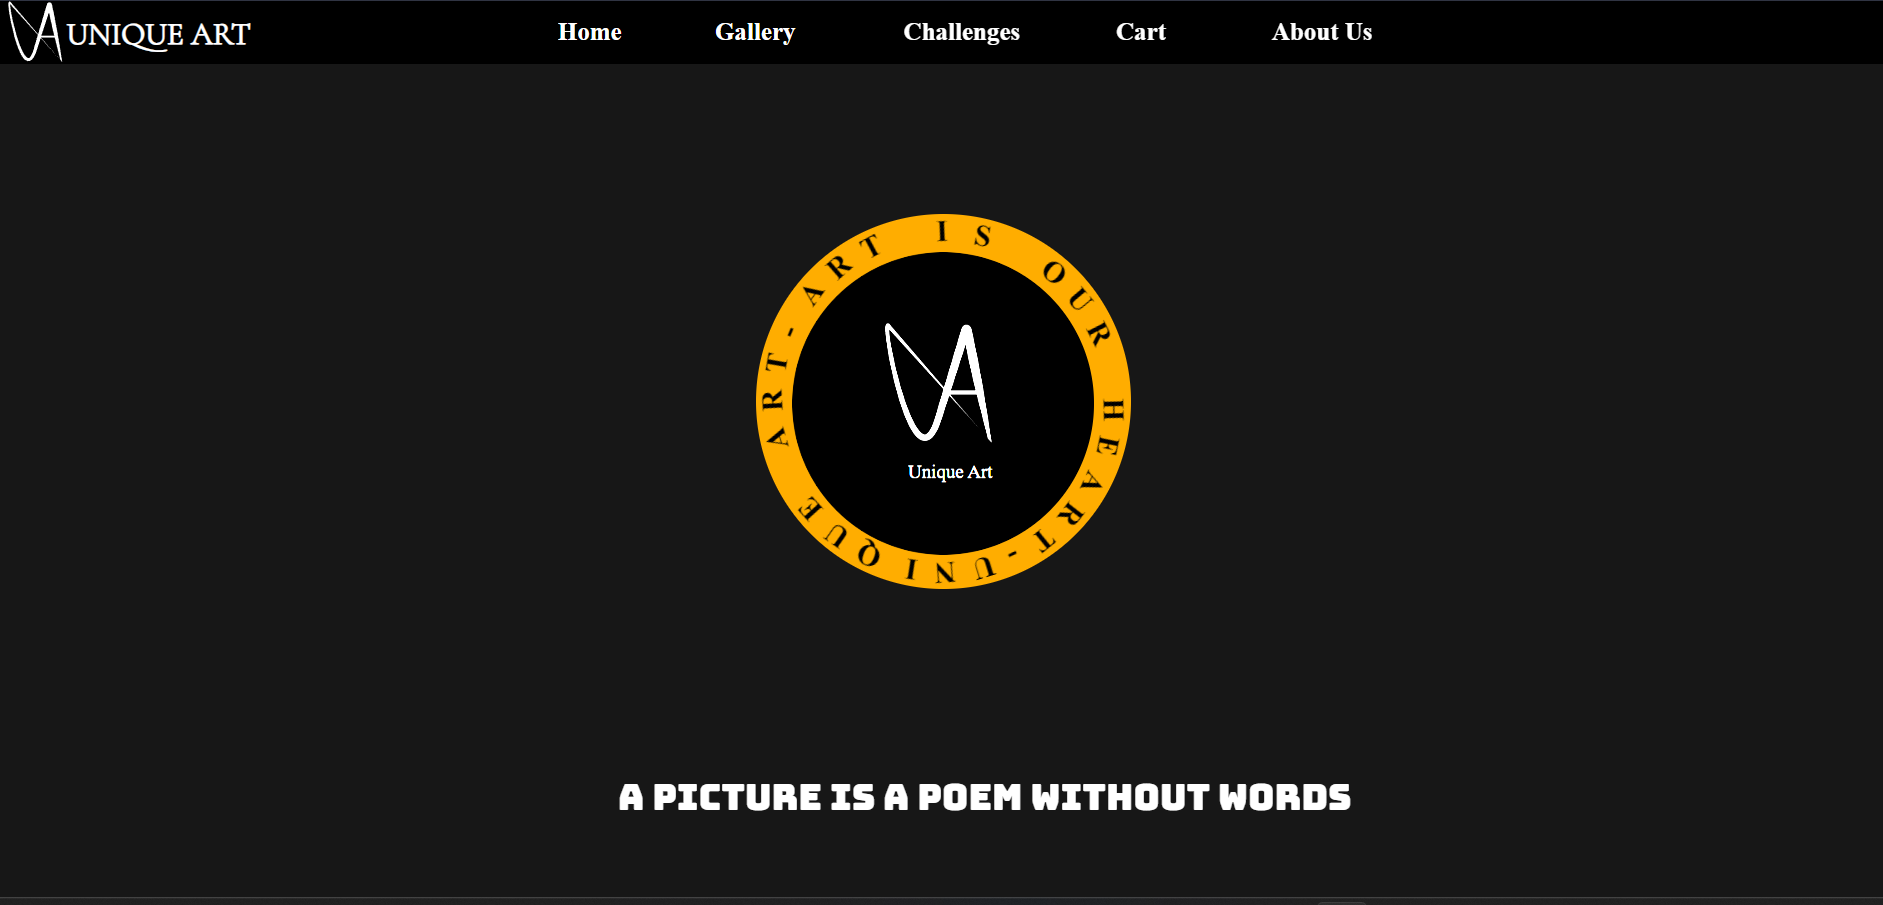 UNIQUE ART
Home Gallery Challenges Cart About Us
ART IS OUR HEART-UNIQUE ART-
Unique Art
A PICTURE IS A POEM WITHOUT WORDS